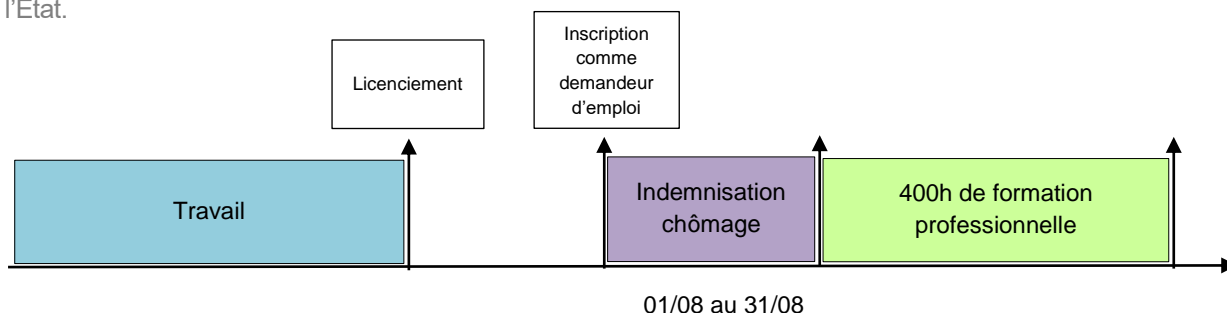 l'Etat.
Inscription
comme
demandeur
d'emploi
Licenciement
Travail
Indemnisation
chômage
400h de formation
professionnelle
01/08 au 31/08